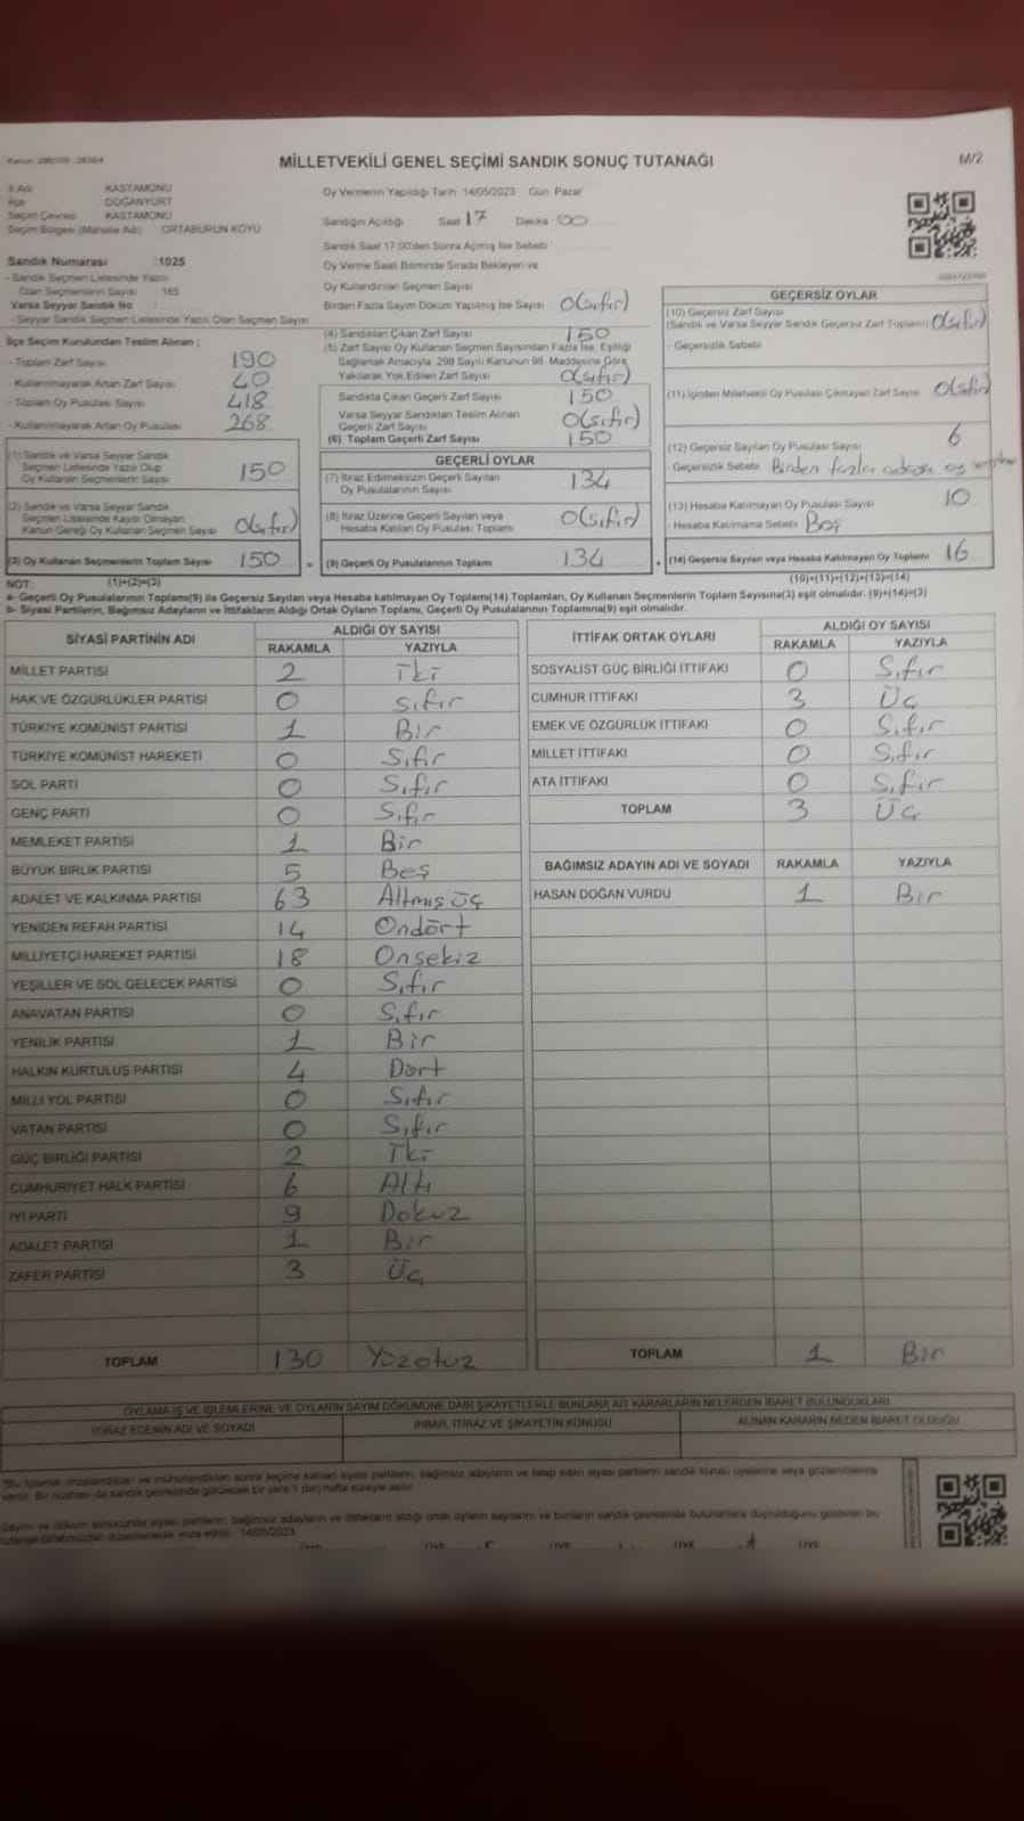 MİLLETVEKİLİ GENEL SEÇİMİ SANDIK SONUÇ TUTANAĞI
M/2
İl Adı KASTAMONU
İlçe DOĞANYURT
Seçim Çevresi KASTAMONU
Seçim Bölgesi (Mahalle Adı) ORTABURUN KÖYÜ
Sandık Numarası :1025
- Sandık Seçmen Listesinde Yazılı
Olan Seçmenlerin Sayısı : 165
Varsa Seyyar Sandık No :
- Seyyar Sandık Seçmen Listesinde Yazılı Olan Seçmen Sayısı
İlçe Seçim Kurulundan Teslim Alınan :
- Toplam Zarf Sayısı 190
- Kullanılmayarak Artan Zarf Sayısı 40
- Toplam Oy Pusulası Sayısı 418
- Kullanılmayarak Artan Oy Pusulası 268
(1) Sandık ve Varsa Seyyar Sandık
Seçmen Listesinde Yazılı Olup
Oy Kullanan Seçmenlerin Sayısı 150
(2) Sandık ve Varsa Seyyar Sandık
Seçmen Listesinde Kayıtlı Olmayan
Kanun Gereği Oy Kullanan Seçmen Sayısı 0(sıfır)
(3) Oy Kullanan Seçmenlerin Toplam Sayısı 150
Oy Vermenin Yapıldığı Tarih 14/05/2023 Gün Pazar
Sandığın Açıldığı Saat 17 Dakika 00
Sandık Saat 17:00'den Sonra Açılmış İse Sebebi
Oy Verme Saati Bitiminde Sırada Bekleyen ve
Oy Kullandırılan Seçmen Sayısı
Birden Fazla Sayım Döküm Yapılmış İse Sayısı 0(sıfır)
(4) Sandıktan Çıkan Zarf Sayısı 150
(5) Zarf Sayısı Oy Kullanan Seçmen Sayısından Fazla İse, Eşitliği
Sağlamak Amacıyla, 298 Sayılı Kanunun 98. Maddesine Göre
Yakılarak Yok Edilen Zarf Sayısı 0(sıfır)
Sandıkta Çıkan Geçerli Zarf Sayısı 150
Varsa Seyyar Sandıktan Teslim Alınan
Geçerli Zarf Sayısı 0(sıfır)
(6) Toplam Geçerli Zarf Sayısı 150
GEÇERLİ OYLAR
(7) İtiraz Edilmeksizin Geçerli Sayılan
Oy Pusulalarının Sayısı 134
(8) İtiraz Üzerine Geçerli Sayılan veya
Hesaba Katılan Oy Pusulası Toplamı 0(sıfır)
(9) Geçerli Oy Pusulalarının Toplamı 134
GEÇERSİZ OYLAR
(10) Geçersiz Zarf Sayısı
(Sandık ve Varsa Seyyar Sandık Geçersiz Zarf Toplamı) 0(sıfır)
- Geçersizlik Sebebi
(11) İçinden Milletvekili Oy Pusulası Çıkmayan Zarf Sayısı 0(sıfır)
(12) Geçersiz Sayılan Oy Pusulası Sayısı 6
Geçersizlik Sebebi Birden fazla adaya oy
(13) Hesaba Katılmayan Oy Pusulası Sayısı 10
- Hesaba Katılmama Sebebi Boş
(14) Geçersiz Sayılan veya Hesaba Katılmayan Oy Toplamı 16
NOT: (1)+(2)=(3) (10)+(11)+(12)+(13)=(14)
a- Geçerli Oy Pusulalarının Toplamı(9) ile Geçersiz Sayılan veya Hesaba katılmayan Oy Toplamı(14) Toplamları, Oy Kullanan Seçmenlerin Toplam Sayısına(3) eşit olmalıdır. (9)+(14)=(3)
b- Siyasi Partilerin, Bağımsız Adayların ve İttifakların Aldığı Ortak Oyların Toplamı, Geçerli Oy Pusulalarının Toplamına(9) eşit olmalıdır.
SİYASİ PARTİNİN ADI ALDIĞI OY SAYISI
RAKAMLA YAZIYLA
MİLLET PARTİSİ 2 İki
HAK VE ÖZGÜRLÜKLER PARTİSİ 0 Sıfır
TÜRKİYE KOMÜNİST PARTİSİ 1 Bir
TÜRKİYE KOMÜNİST HAREKETİ 0 Sıfır
SOL PARTİ 0 Sıfır
GENÇ PARTİ 0 Sıfır
MEMLEKET PARTİSİ 1 Bir
BÜYÜK BİRLİK PARTİSİ 5 Beş
ADALET VE KALKINMA PARTİSİ 63 Altmış üç
YENİDEN REFAH PARTİSİ 14 Ondört
MİLLİYETÇİ HAREKET PARTİSİ 18 Onsekiz
YEŞİLLER VE SOL GELECEK PARTİSİ 0 Sıfır
ANAVATAN PARTİSİ 0 Sıfır
YENİLİK PARTİSİ 1 Bir
HALKIN KURTULUŞ PARTİSİ 4 Dört
MİLLİ YOL PARTİSİ 0 Sıfır
VATAN PARTİSİ 0 Sıfır
GÜÇ BİRLİĞİ PARTİSİ 2 İki
CUMHURİYET HALK PARTİSİ 6 Altı
İYİ PARTİ 9 Dokuz
ADALET PARTİSİ 1 Bir
ZAFER PARTİSİ 3 Üç
TOPLAM 130 Yüzotuz
İTTİFAK ORTAK OYLARI ALDIĞI OY SAYISI
RAKAMLA YAZIYLA
SOSYALİST GÜÇ BİRLİĞİ İTTİFAKI 0 Sıfır
CUMHUR İTTİFAKI 3 Üç
EMEK VE ÖZGÜRLÜK İTTİFAKI 0 Sıfır
MİLLET İTTİFAKI 0 Sıfır
ATA İTTİFAKI 0 Sıfır
TOPLAM 3 Üç
BAĞIMSIZ ADAYIN ADI VE SOYADI RAKAMLA YAZIYLA
HASAN DOĞAN VURDU 1 Bir
TOPLAM 1 Bir
OYLAMA İŞ VE İŞLEMLERİNE VE OYLARIN SAYIM DÖKÜMÜNE DAİR ŞİKAYETLERLE BUNLARA AİT KARARLARIN NELERDEN İBARET BULUNDUKLARI
İTİRAZ EDENİN ADI VE SOYADI İHBAR, İTİRAZ VE ŞİKAYETİN KONUSU ALINAN KARARIN NEDEN İBARET OLDUĞU
14/05/2023